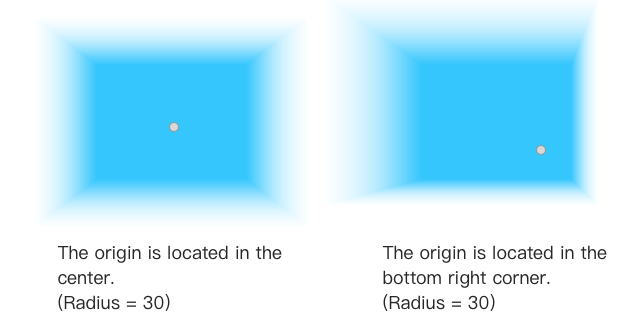 The origin is located in the
center.
(Radius = 30)
The origin is located in the
bottom right corner.
(Radius = 30)